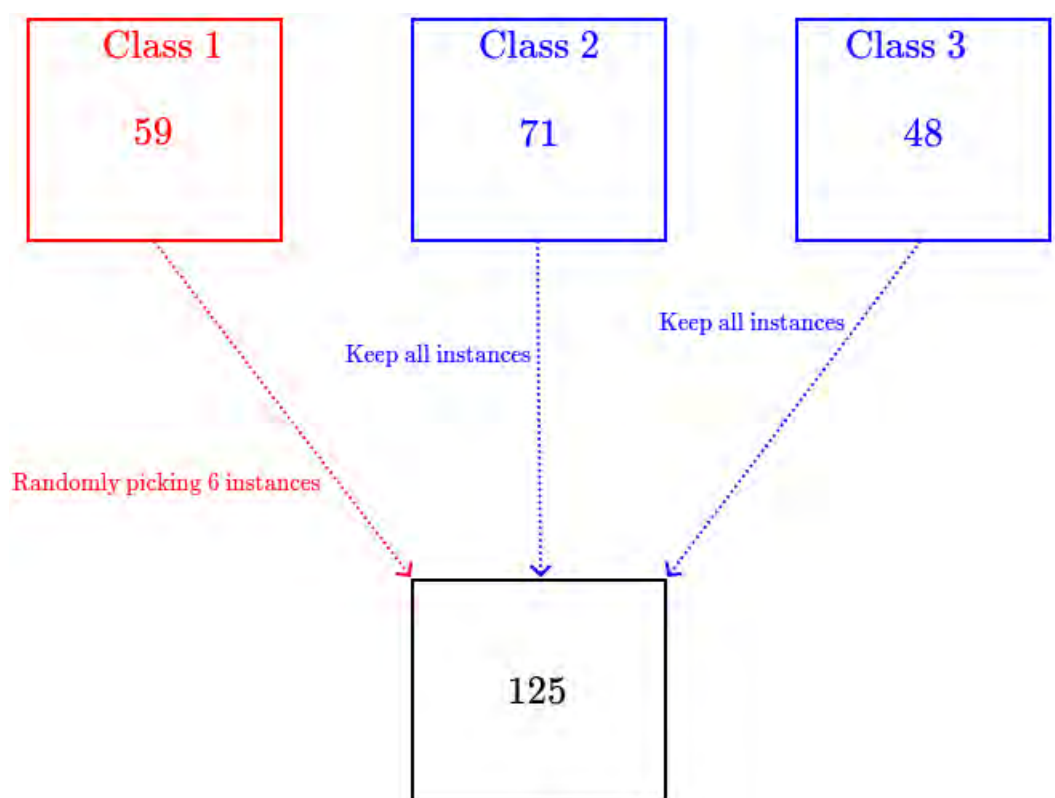 Class 1
Class 2
Class 3
59
71
48
Keep all instances
Keep all instances
Randomly picking 6 instances
125